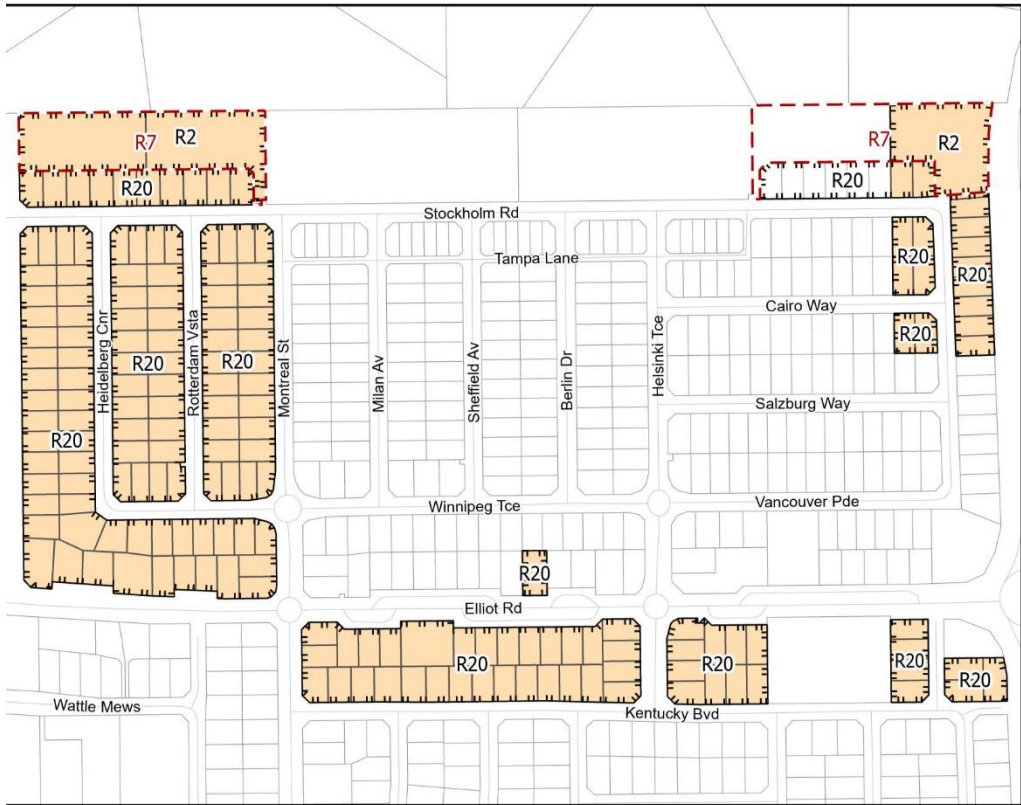 R7
R2
R20
R7
R2
R20
Stockholm Rd
Tampa Lane
R20
R20
Cairo Way
R20
Heidelberg Cnr
R20
Rotterdam Vsta
R20
Montreal St
Milan Av
Sheffield Av
Berlin Dr
Helsinki Tce
Salzburg Way
R20
Winnipeg Tce
Vancouver Pde
R20
Elliot Rd
R20
R20
R20
R20
Wattle Mews
Kentucky Bvd